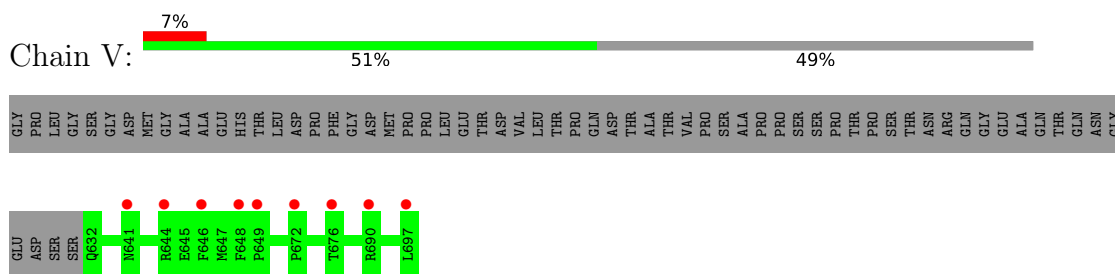 7%
Chain V:
51% 49%
GLY PRO LEU GLY SER GLY ASP MET GLY ALA ALA GLU HIS THR LEU ASP PRO PHE GLY ASP MET PRO PRO LEU GLU THR ASP VAL LEU THR PRO GLN ASP THR ALA THR VAL PRO SER ALA PRO PRO SER SER PRO THR PRO SER THR ASN ARG GLN GLY GLU ALA GLN THR GLN ASN GLY
GLU ASP SER SER Q632 N641 R644 E645 F646 M647 F648 P649 P672 T676 R690 L697